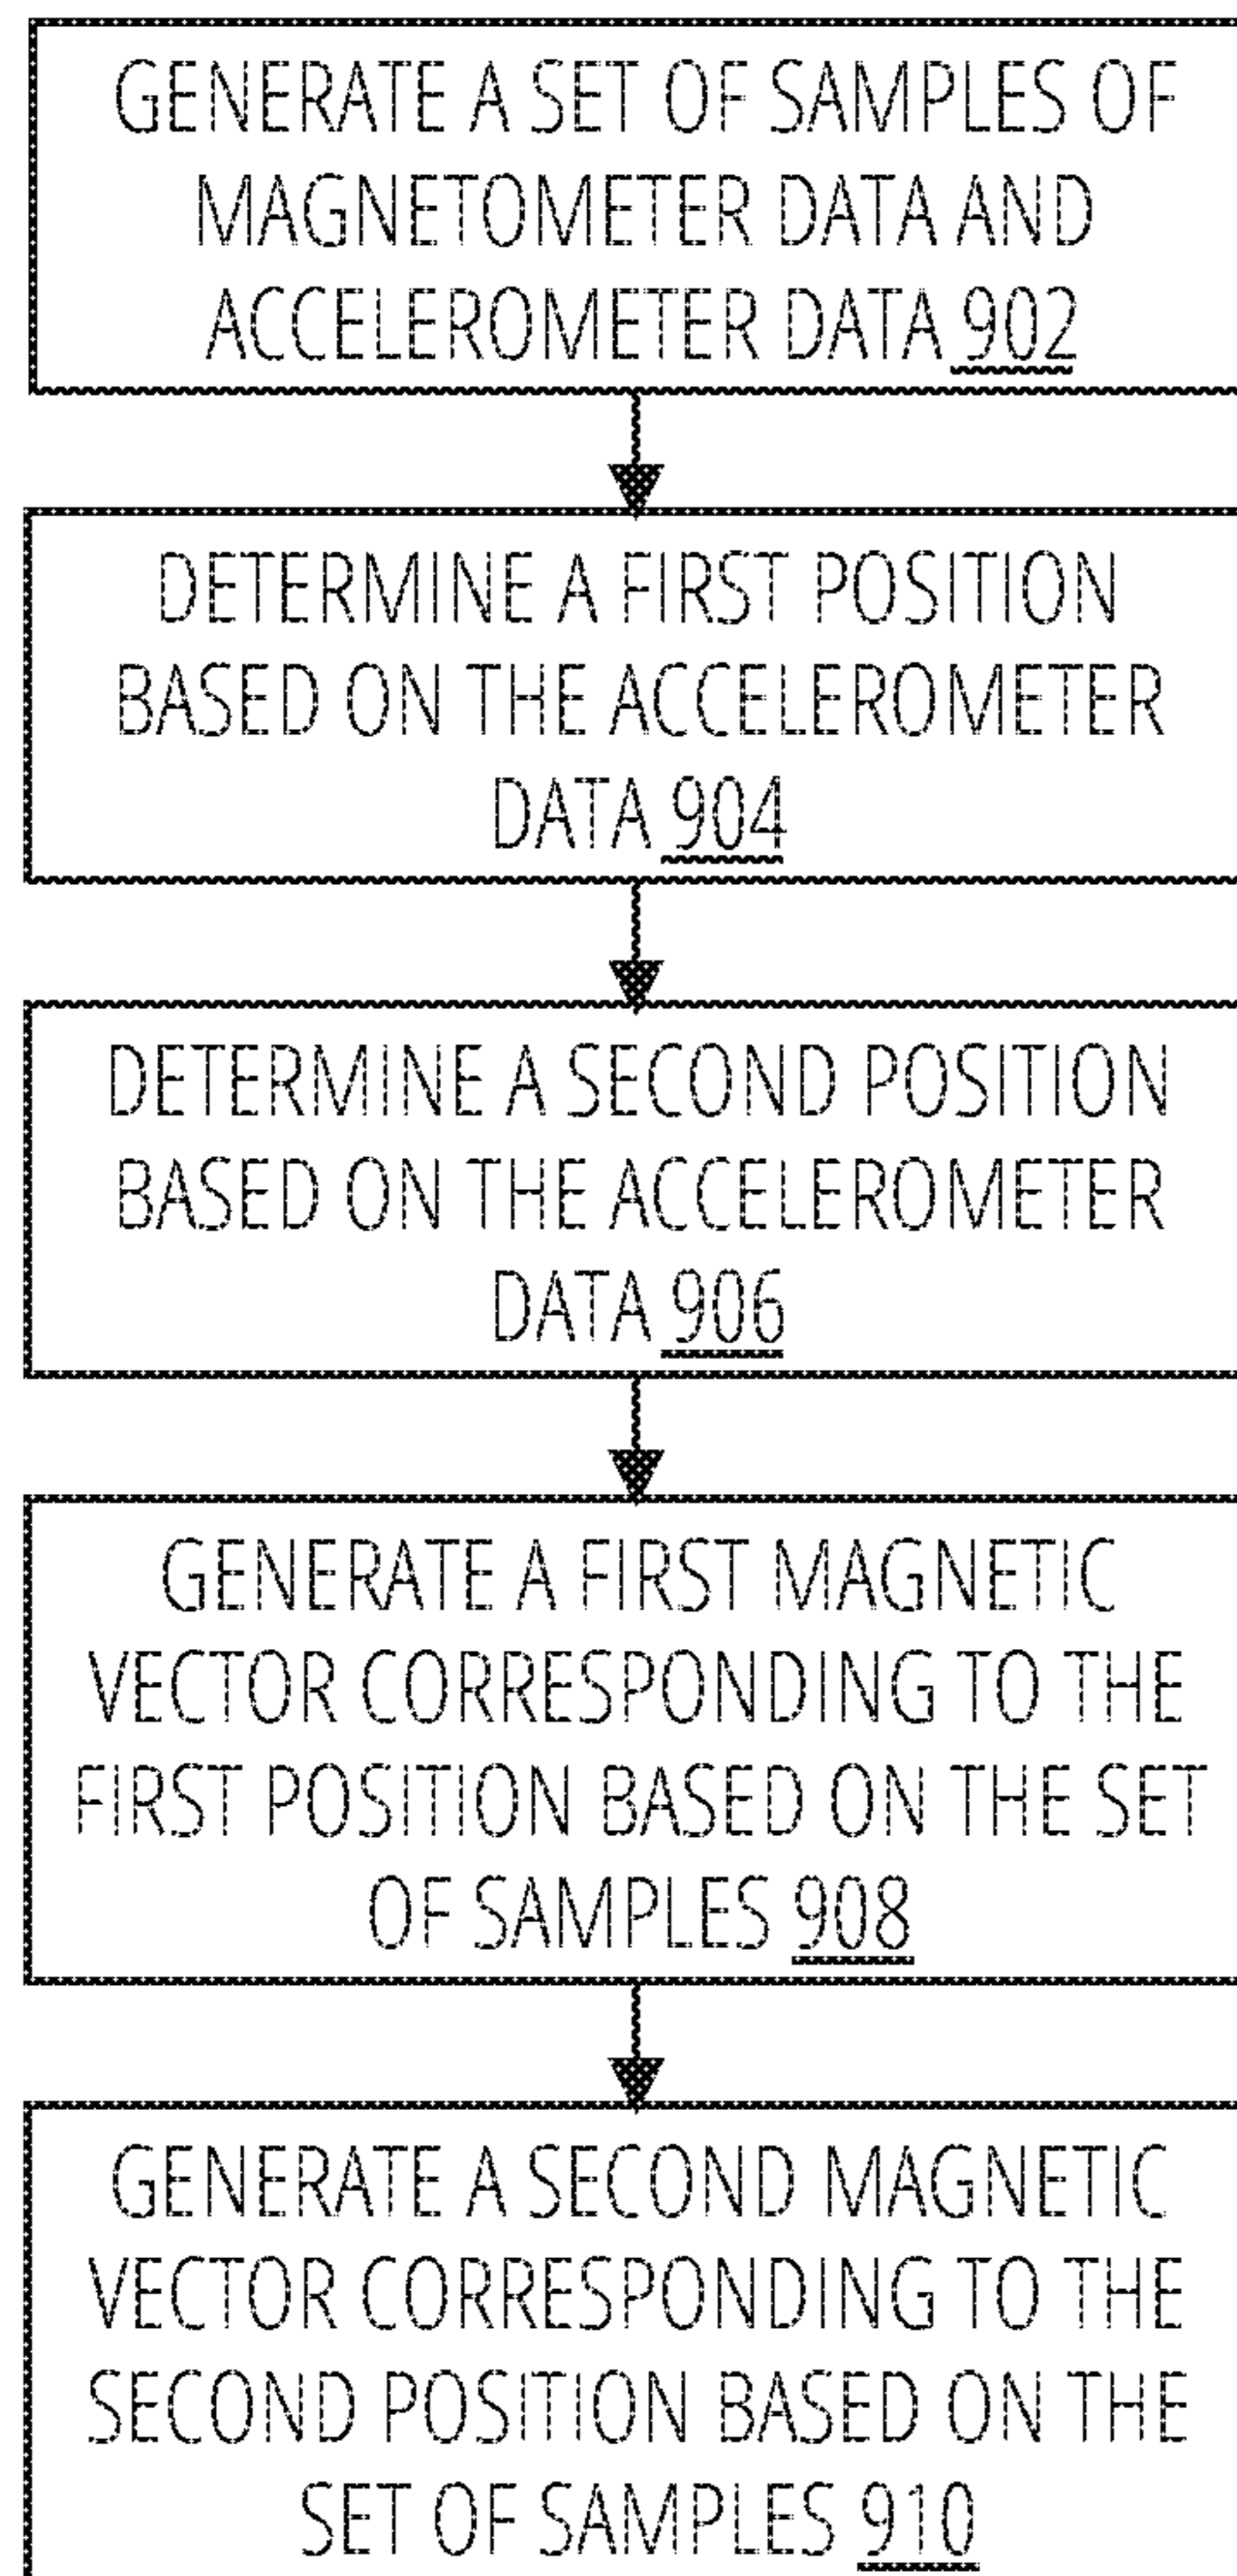 GENERATE A SET OF SAMPLES OF
MAGNETOMETER DATA AND
ACCELEROMETER DATA 902
DETERMINE A FIRST POSITION
BASED ON THE ACCELEROMETER
DATA 904
DETERMINE A SECOND POSITION
BASED ON THE ACCELEROMETER
DATA 906
GENERATE A FIRST MAGNETIC
VECTOR CORRESPONDING TO THE
FIRST POSITION BASED ON THE SET
OF SAMPLES 908
GENERATE A SECOND MAGNETIC
VECTOR CORRESPONDING TO THE
SECOND POSITION BASED ON THE
SET OF SAMPLES 910